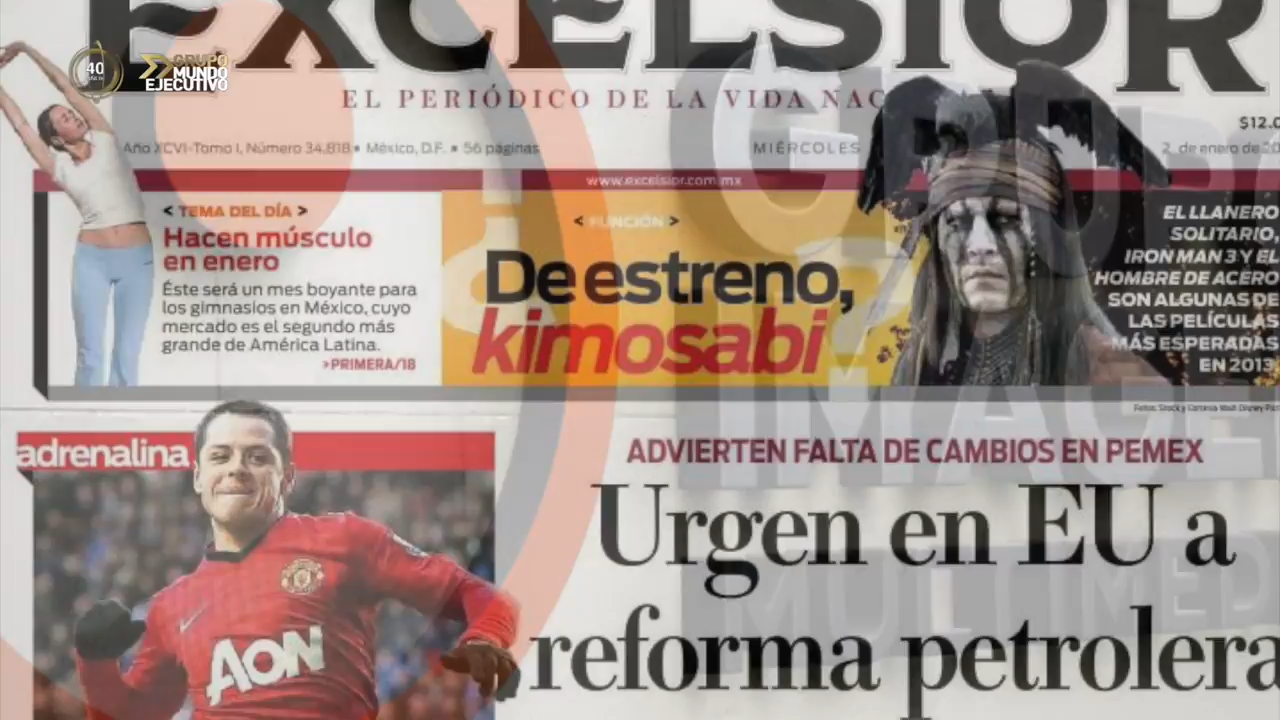 EXCELSIOR
40
AÑOS
GRUPO
MUNDO
EJECUTIVO
EL PERIÓDICO DE LA VIDA NAC
Año XCVI-Tomo I, Número 34,818 ▪ México, D.F. ▪ 56 páginas
MIÉRCOLES
2 de enero de 20
$12.0
www.excelsior.com.mx
< TEMA DEL DÍA >
Hacen músculo
en enero
Éste será un mes boyante para
los gimnasios en México, cuyo
mercado es el segundo más
grande de América Latina.
>PRIMERA/18
< FUNCIÓN >
De estreno,
kimosabi
EL LLANERO
SOLITARIO,
IRON MAN 3 Y EL
HOMBRE DE ACERO
SON ALGUNAS DE
LAS PELÍCULAS
MÁS ESPERADAS
EN 2013
adrenalina
AON
ADVIERTEN FALTA DE CAMBIOS EN PEMEX
Urgen en EU a
reforma petrolera
GRUPO
IMAGE
MULTIMED